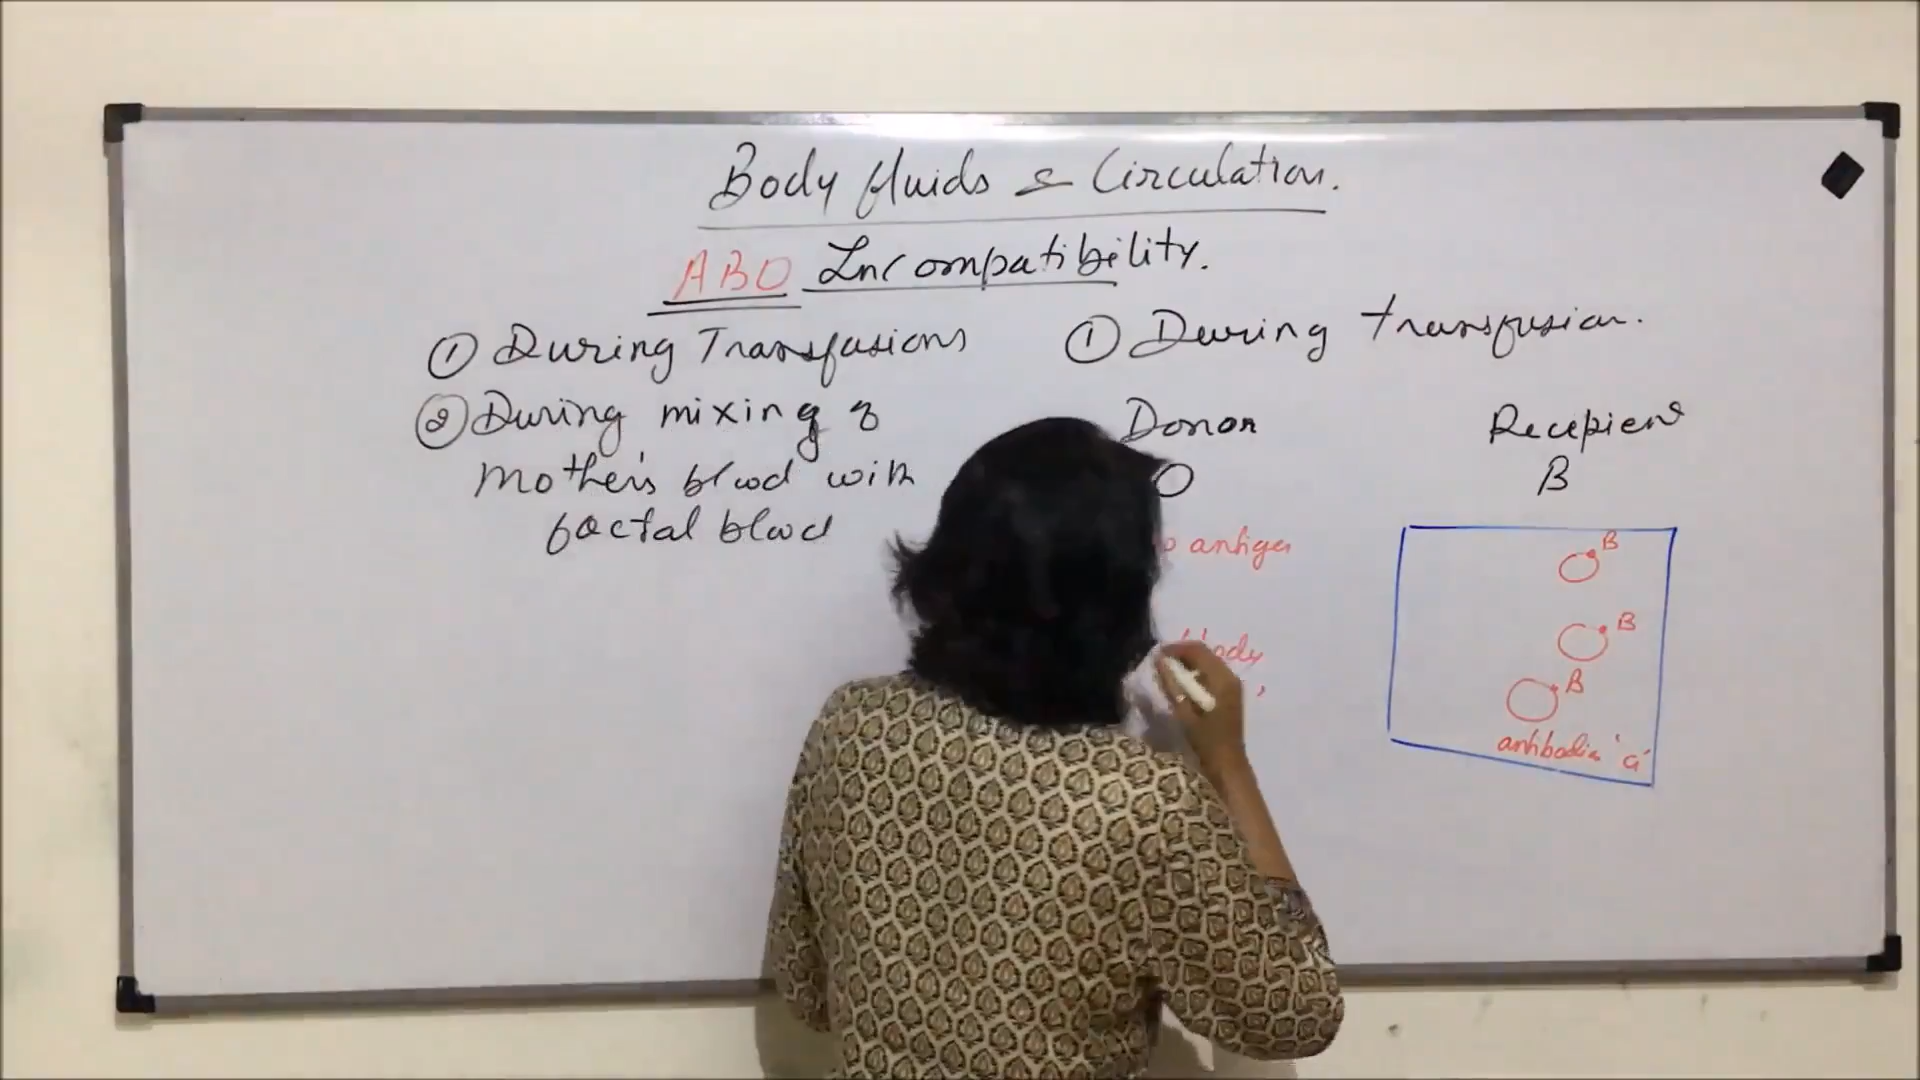 Body fluids & Circulation.
ABO Incompatibility.
① During Transfusions
② During mixing of
Mother's blood with
foetal blood
① During transfusion.
Donor
O
antigen
Recepient
B
B
B
B
antibodies 'a'